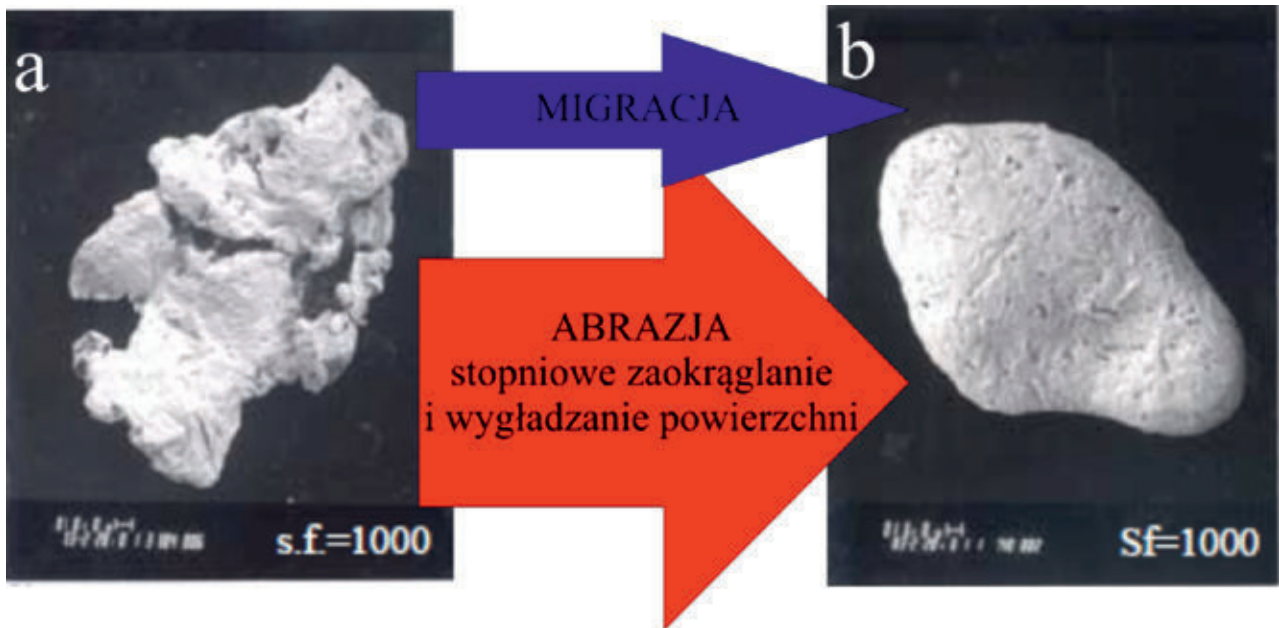 a
MIGRACJA
b
ABRAZJA
stopniowe zaokrąglanie
i wygładzanie powierzchni
s.f.=1000
Sf=1000